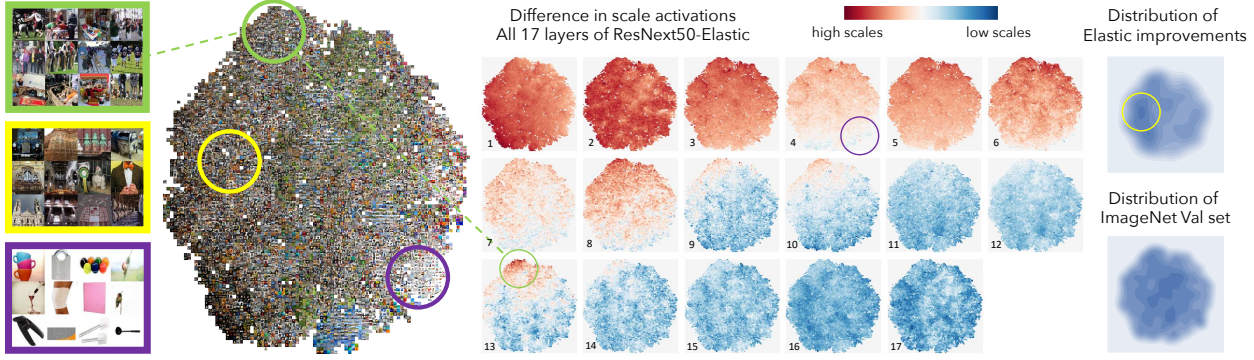 Difference in scale activations
All 17 layers of ResNext50-Elastic
high scales
low scales
Distribution of
Elastic improvements
1
2
3
4
5
6
7
8
9
10
11
12
Distribution of
ImageNet Val set
13
14
15
16
17